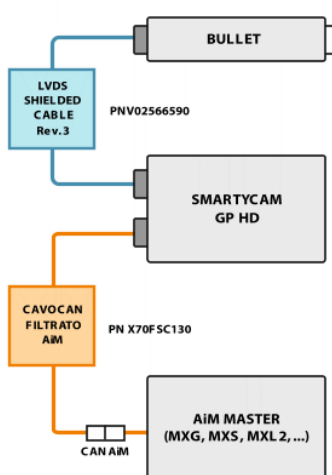 BULLET
LVDS
SHIELDED
CABLE
Rev.3
PNV02566590
SMARTYCAM
GP HD
CAVOCAN
FILTRATO
AiM
PN X70FSC130
AiM MASTER
(MXG, MXS, MXL2, ...)
CAN AiM